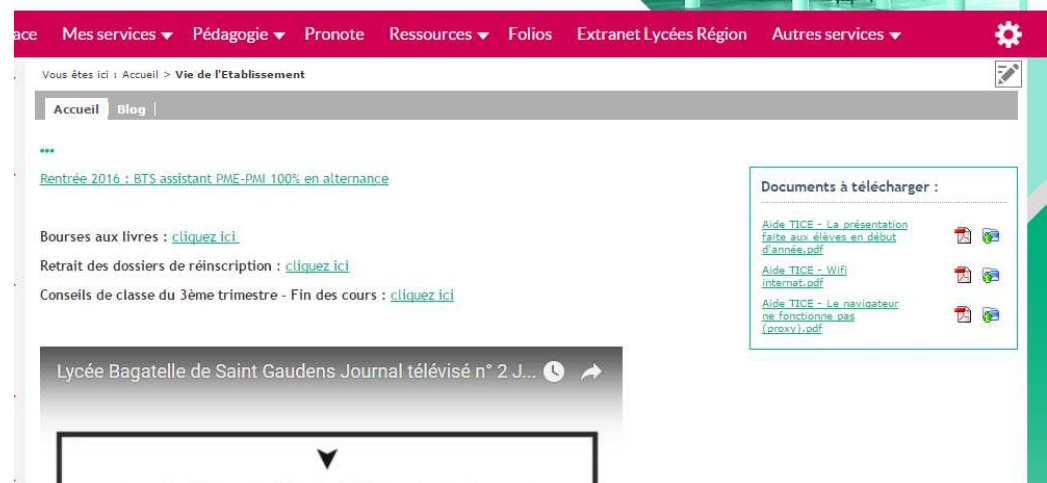 Mes services Pédagogie Pronote Ressources Folios Extranet Lycées Région Autres services
Vous êtes ici : Accueil > Vie de l'Etablissement
Accueil Blog
...
Rentrée 2016 : BTS assistant PME-PMI 100% en alternance
Bourses aux livres : cliquez ici
Retrait des dossiers de réinscription : cliquez ici
Conseils de classe du 3ème trimestre - Fin des cours : cliquez ici
Documents à télécharger :
Aide TICE - La présentation
faite aux élèves en début
d'année.pdf
Aide TICE - Wifi
internat.pdf
Aide TICE - Le navigateur
ne fonctionne pas
(proxy).pdf
Lycée Bagatelle de Saint Gaudens Journal télévisé n° 2 J...